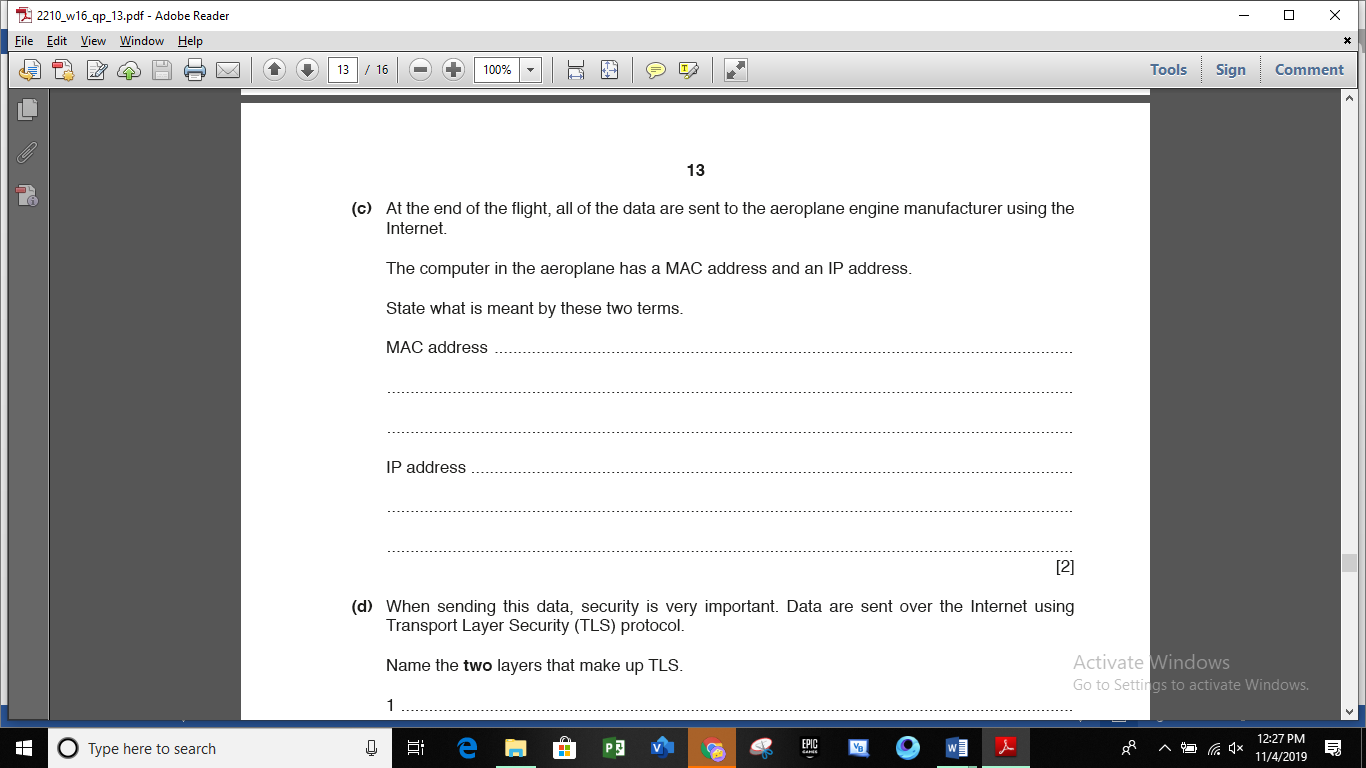 2210_w16_qp_13.pdf - Adobe Reader
File Edit View Window Help
13 / 16 100% Tools Sign Comment
13
(c) At the end of the flight, all of the data are sent to the aeroplane engine manufacturer using the
Internet.
The computer in the aeroplane has a MAC address and an IP address.
State what is meant by these two terms.
MAC address
IP address
[2]
(d) When sending this data, security is very important. Data are sent over the Internet using
Transport Layer Security (TLS) protocol.
Name the two layers that make up TLS.
Activate Windows
Go to Settings to activate Windows.
1
Type here to search
EPIC
GAMES
12:27 PM
11/4/2019